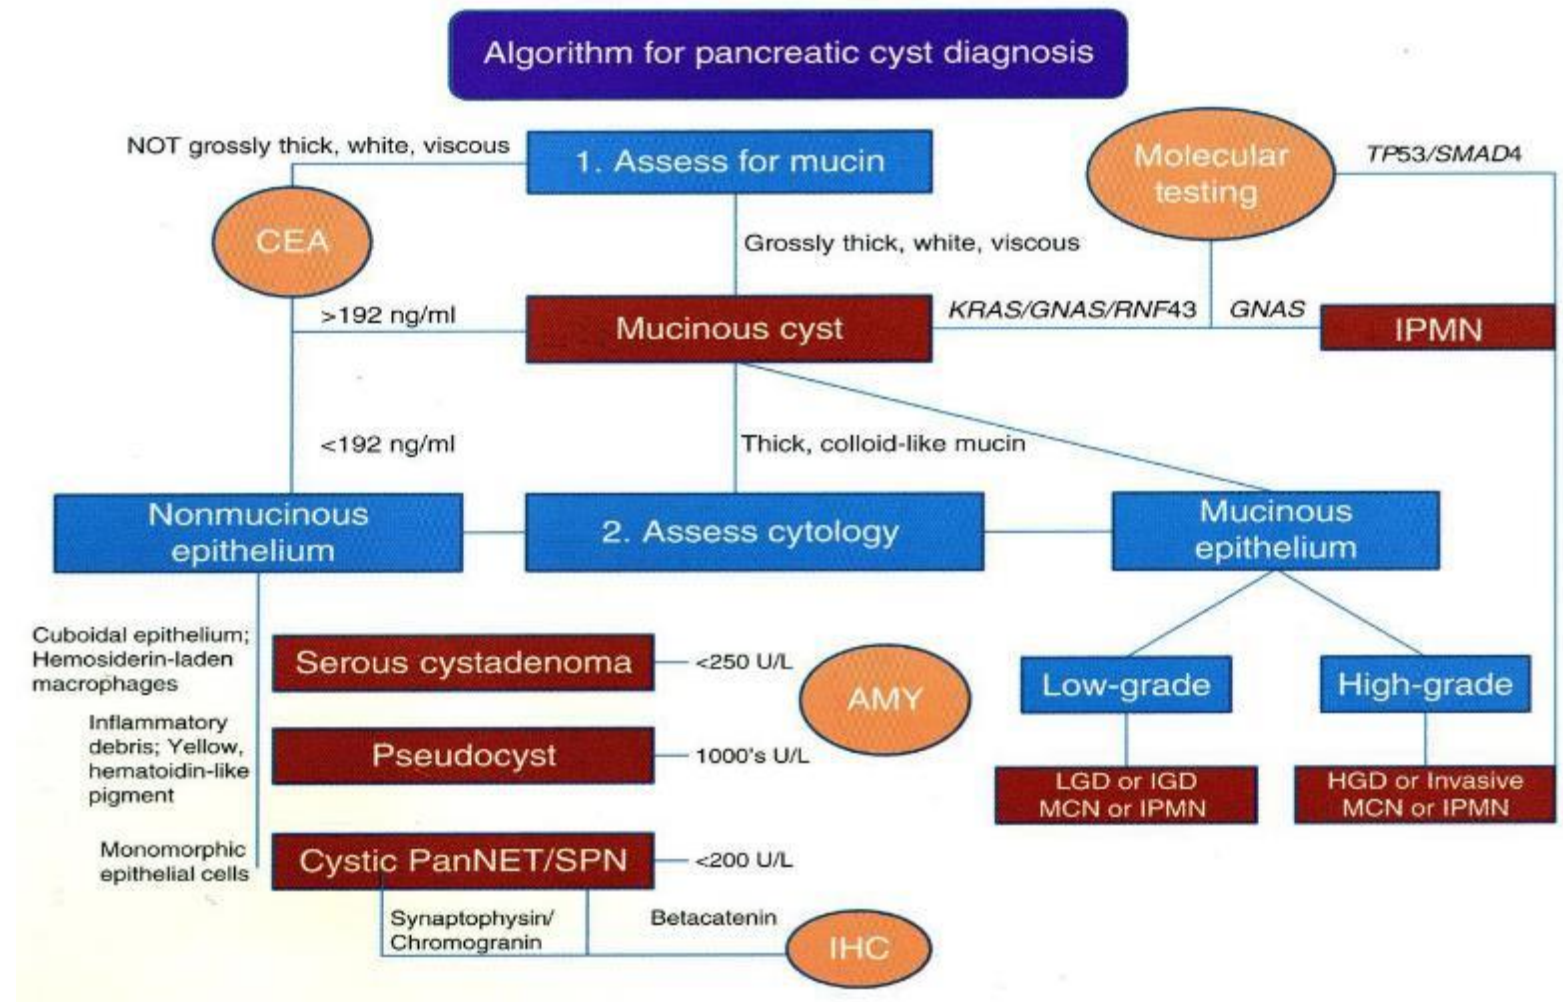 Algorithm for pancreatic cyst diagnosis
NOT grossly thick, white, viscous
1. Assess for mucin
Molecular
testing
TP53/SMAD4
CEA
Grossly thick, white, viscous
>192 ng/ml
Mucinous cyst
KRAS/GNAS/RNF43
GNAS
IPMN
<192 ng/ml
Thick, colloid-like mucin
Nonmucinous
epithelium
2. Assess cytology
Mucinous
epithelium
Cuboidal epithelium;
Hemosiderin-laden
macrophages
Serous cystadenoma
<250 U/L
AMY
Low-grade
High-grade
Inflammatory
debris; Yellow,
hematoidin-like
pigment
Pseudocyst
1000's U/L
LGD or IGD
MCN or IPMN
HGD or Invasive
MCN or IPMN
Monomorphic
epithelial cells
Cystic PanNET/SPN
<200 U/L
Synaptophysin/
Chromogranin
Betacatenin
IHC